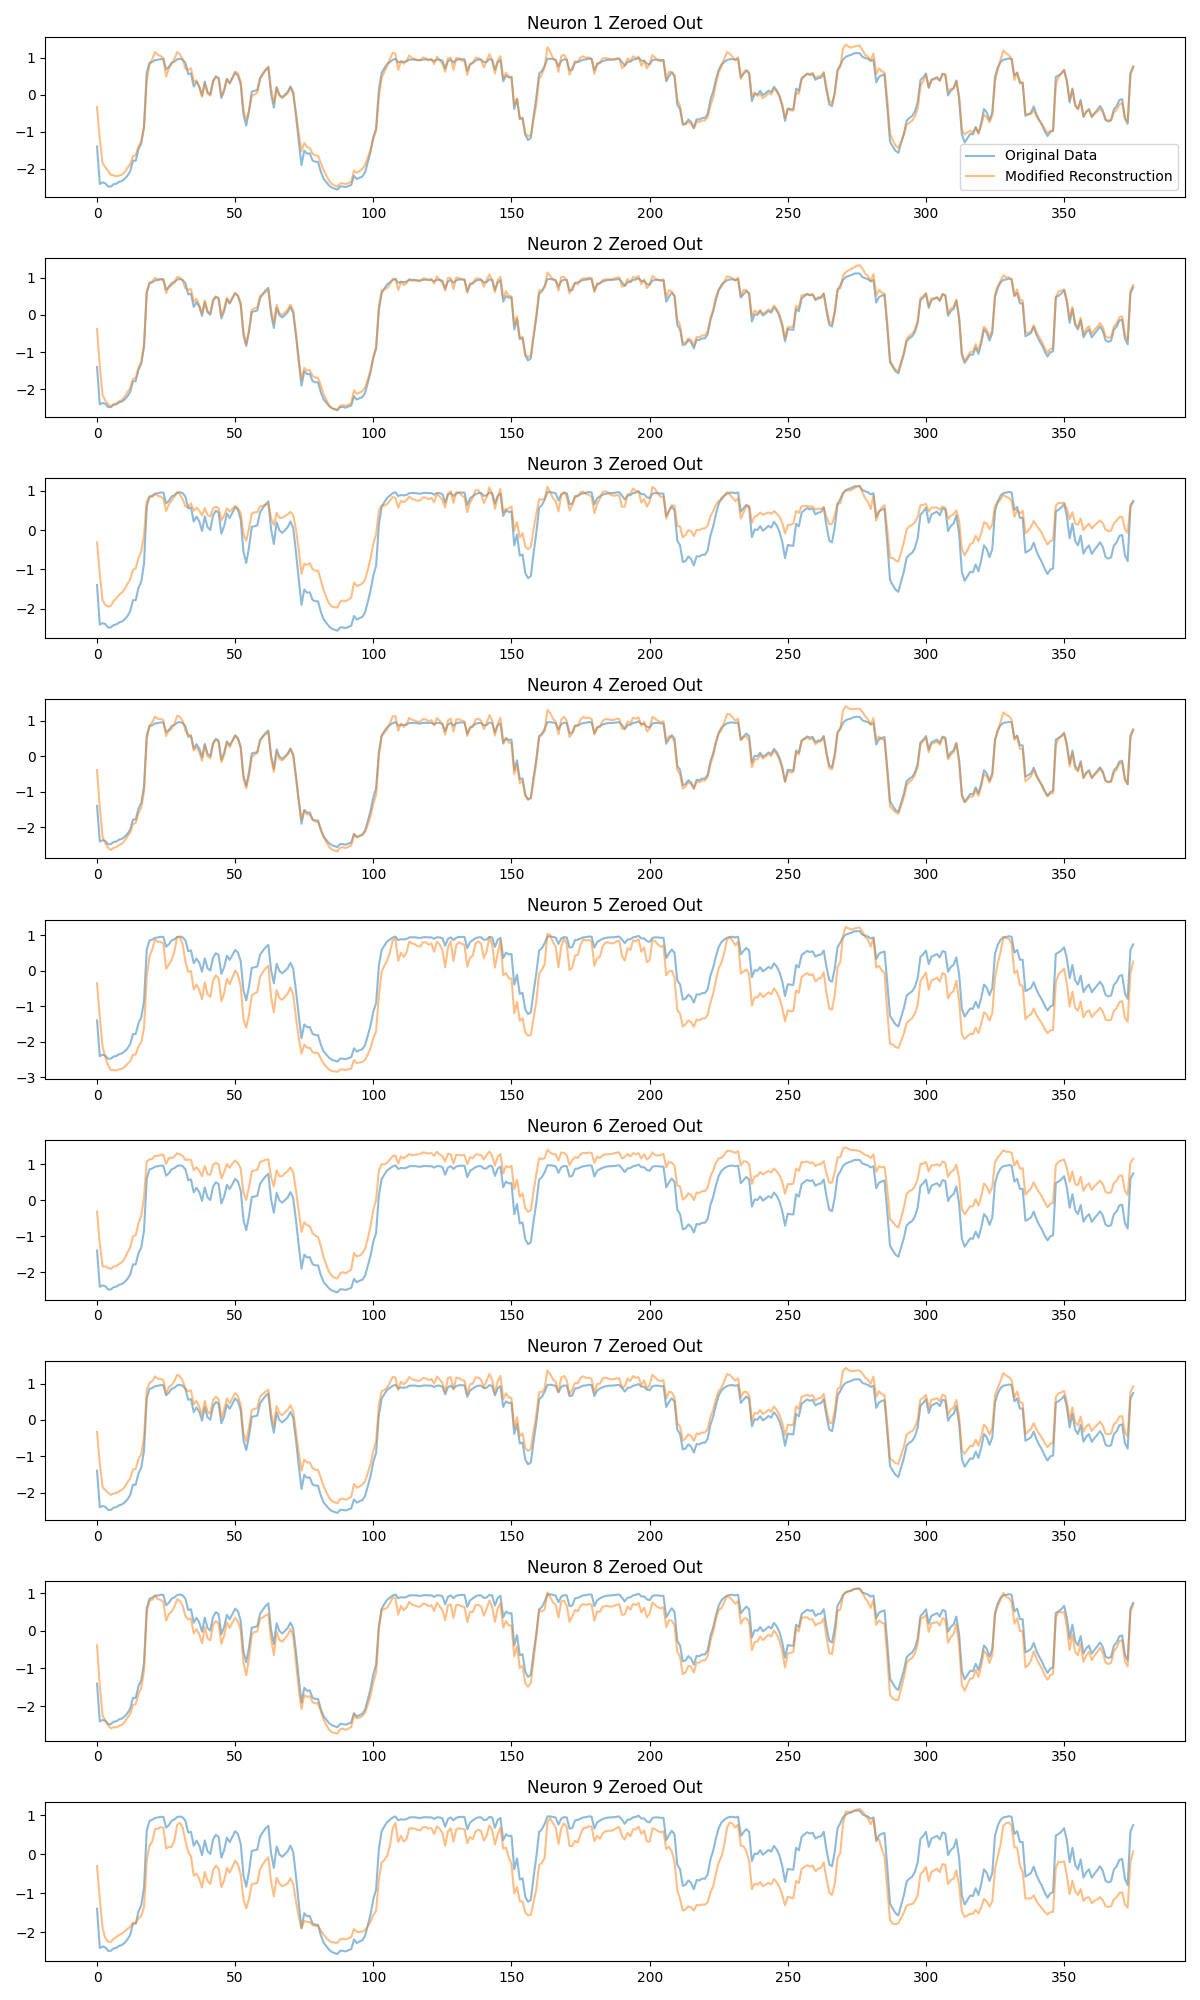 Neuron 1 Zeroed Out
1
0
−1
−2
Original Data
Modified Reconstruction
0 50 100 150 200 250 300 350
Neuron 2 Zeroed Out
1
0
−1
−2
0 50 100 150 200 250 300 350
Neuron 3 Zeroed Out
1
0
−1
−2
0 50 100 150 200 250 300 350
Neuron 4 Zeroed Out
1
0
−1
−2
0 50 100 150 200 250 300 350
Neuron 5 Zeroed Out
1
0
−1
−2
−3
0 50 100 150 200 250 300 350
Neuron 6 Zeroed Out
1
0
−1
−2
0 50 100 150 200 250 300 350
Neuron 7 Zeroed Out
1
0
−1
−2
0 50 100 150 200 250 300 350
Neuron 8 Zeroed Out
1
0
−1
−2
0 50 100 150 200 250 300 350
Neuron 9 Zeroed Out
1
0
−1
−2
0 50 100 150 200 250 300 350